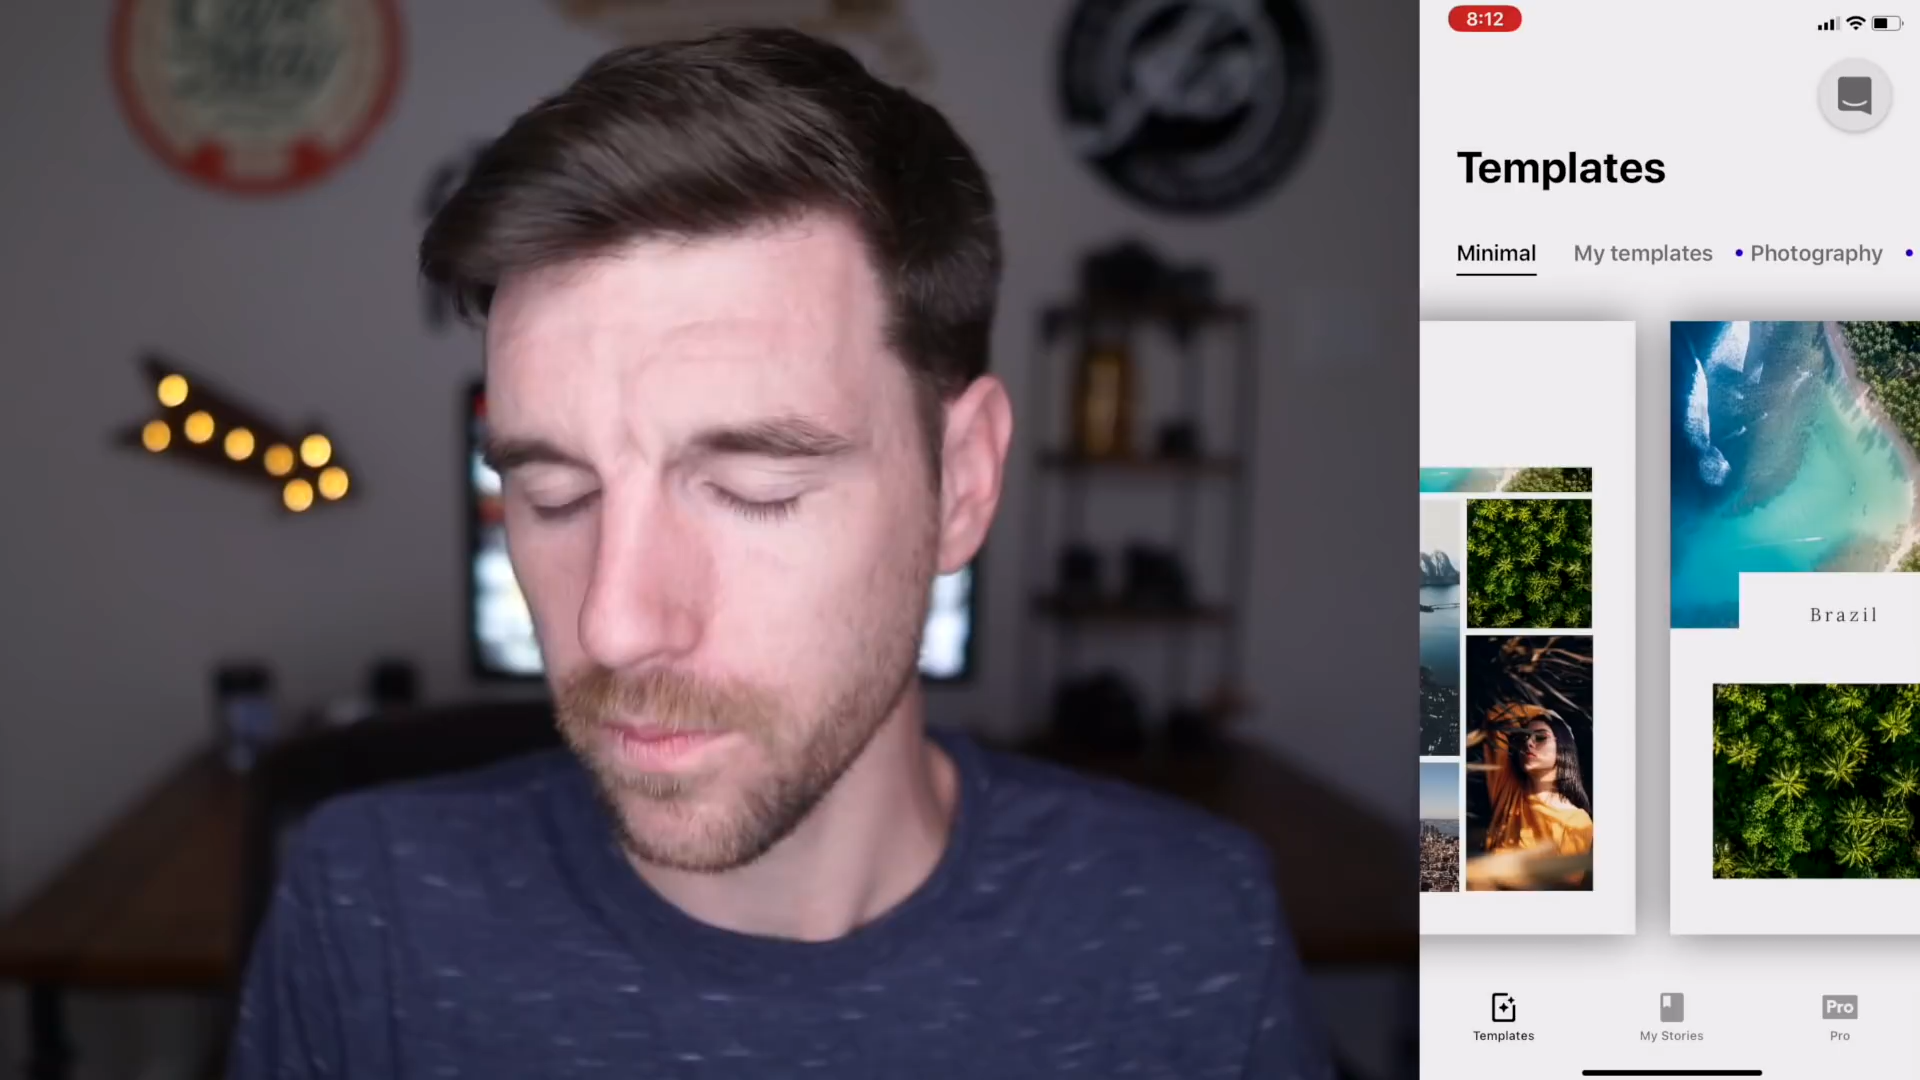 8:12
Templates
Minimal
My templates
Photography
Brazil
Templates
My Stories
Pro
Pro